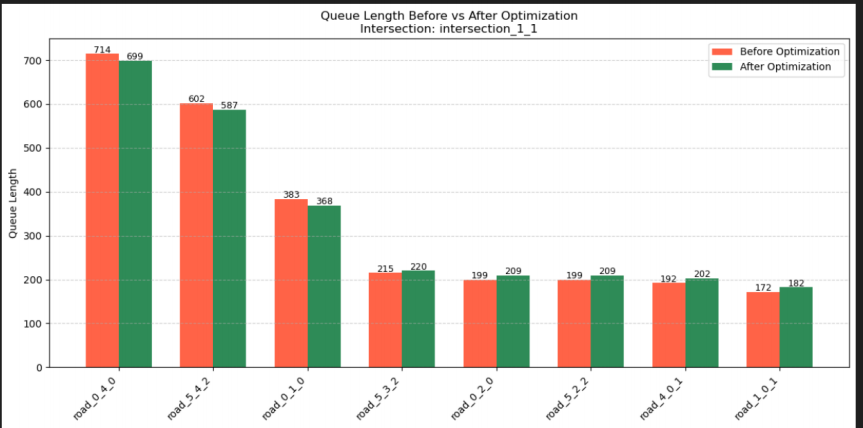 Queue Length Before vs After Optimization
Intersection: intersection_1_1
Before Optimization
After Optimization
Queue Length
700
600
500
400
300
200
100
0
714
699
602
587
383
368
215
220
199
209
199
209
192
202
172
182
road_0_4_0
road_5_4_2
road_0_1_0
road_5_3_2
road_0_2_0
road_5_2_2
road_4_0_1
road_1_0_1